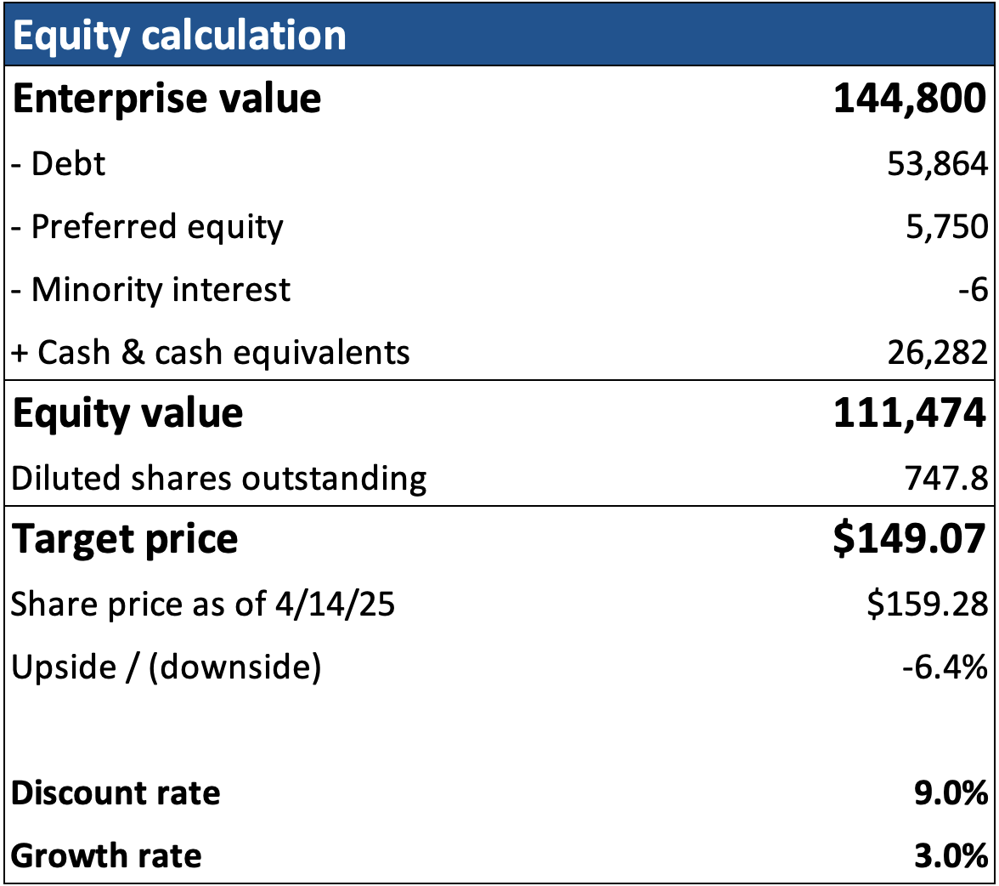 Equity calculation
Enterprise value 144,800
- Debt 53,864
- Preferred equity 5,750
- Minority interest -6
+ Cash & cash equivalents 26,282
Equity value 111,474
Diluted shares outstanding 747.8
Target price $149.07
Share price as of 4/14/25 $159.28
Upside / (downside) -6.4%
Discount rate 9.0%
Growth rate 3.0%